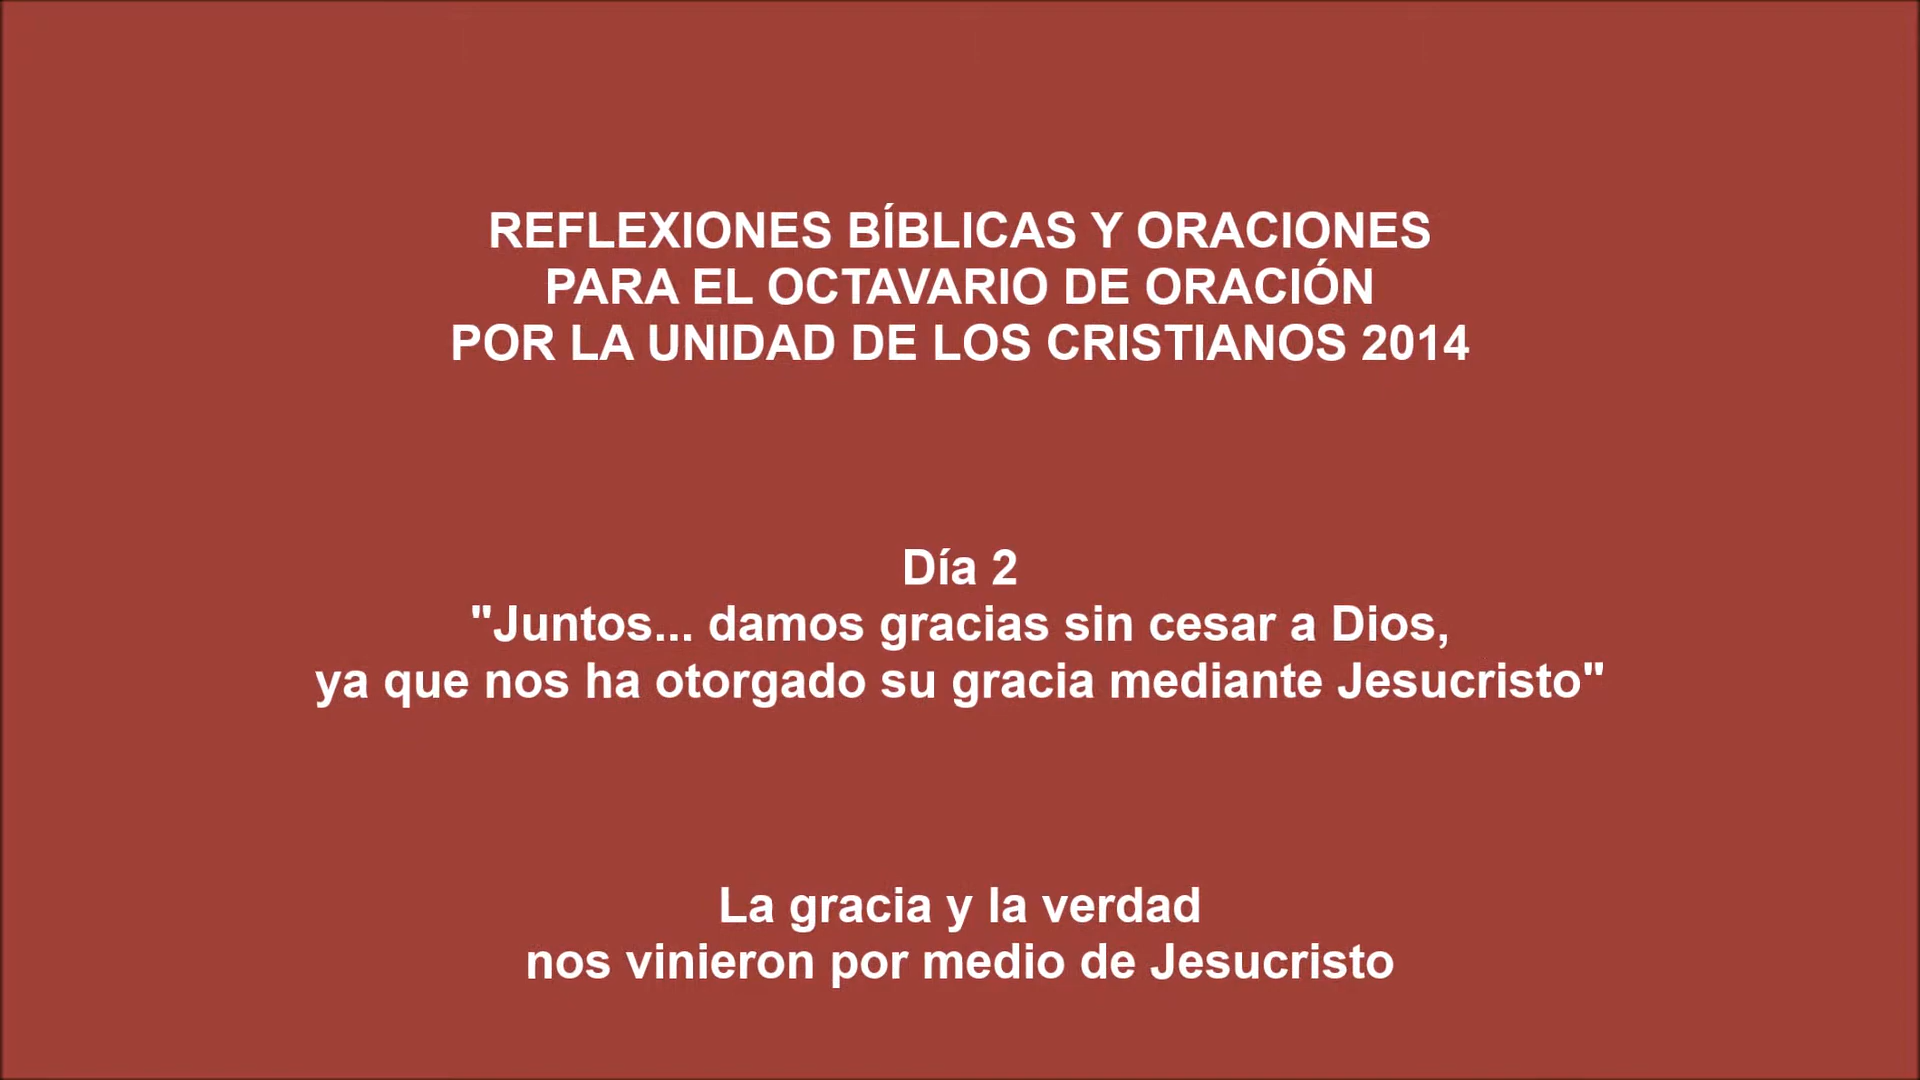 REFLEXIONES BÍBLICAS Y ORACIONES
PARA EL OCTAVARIO DE ORACIÓN
POR LA UNIDAD DE LOS CRISTIANOS 2014
Día 2
"Juntos... damos gracias sin cesar a Dios,
ya que nos ha otorgado su gracia mediante Jesucristo"
La gracia y la verdad
nos vinieron por medio de Jesucristo